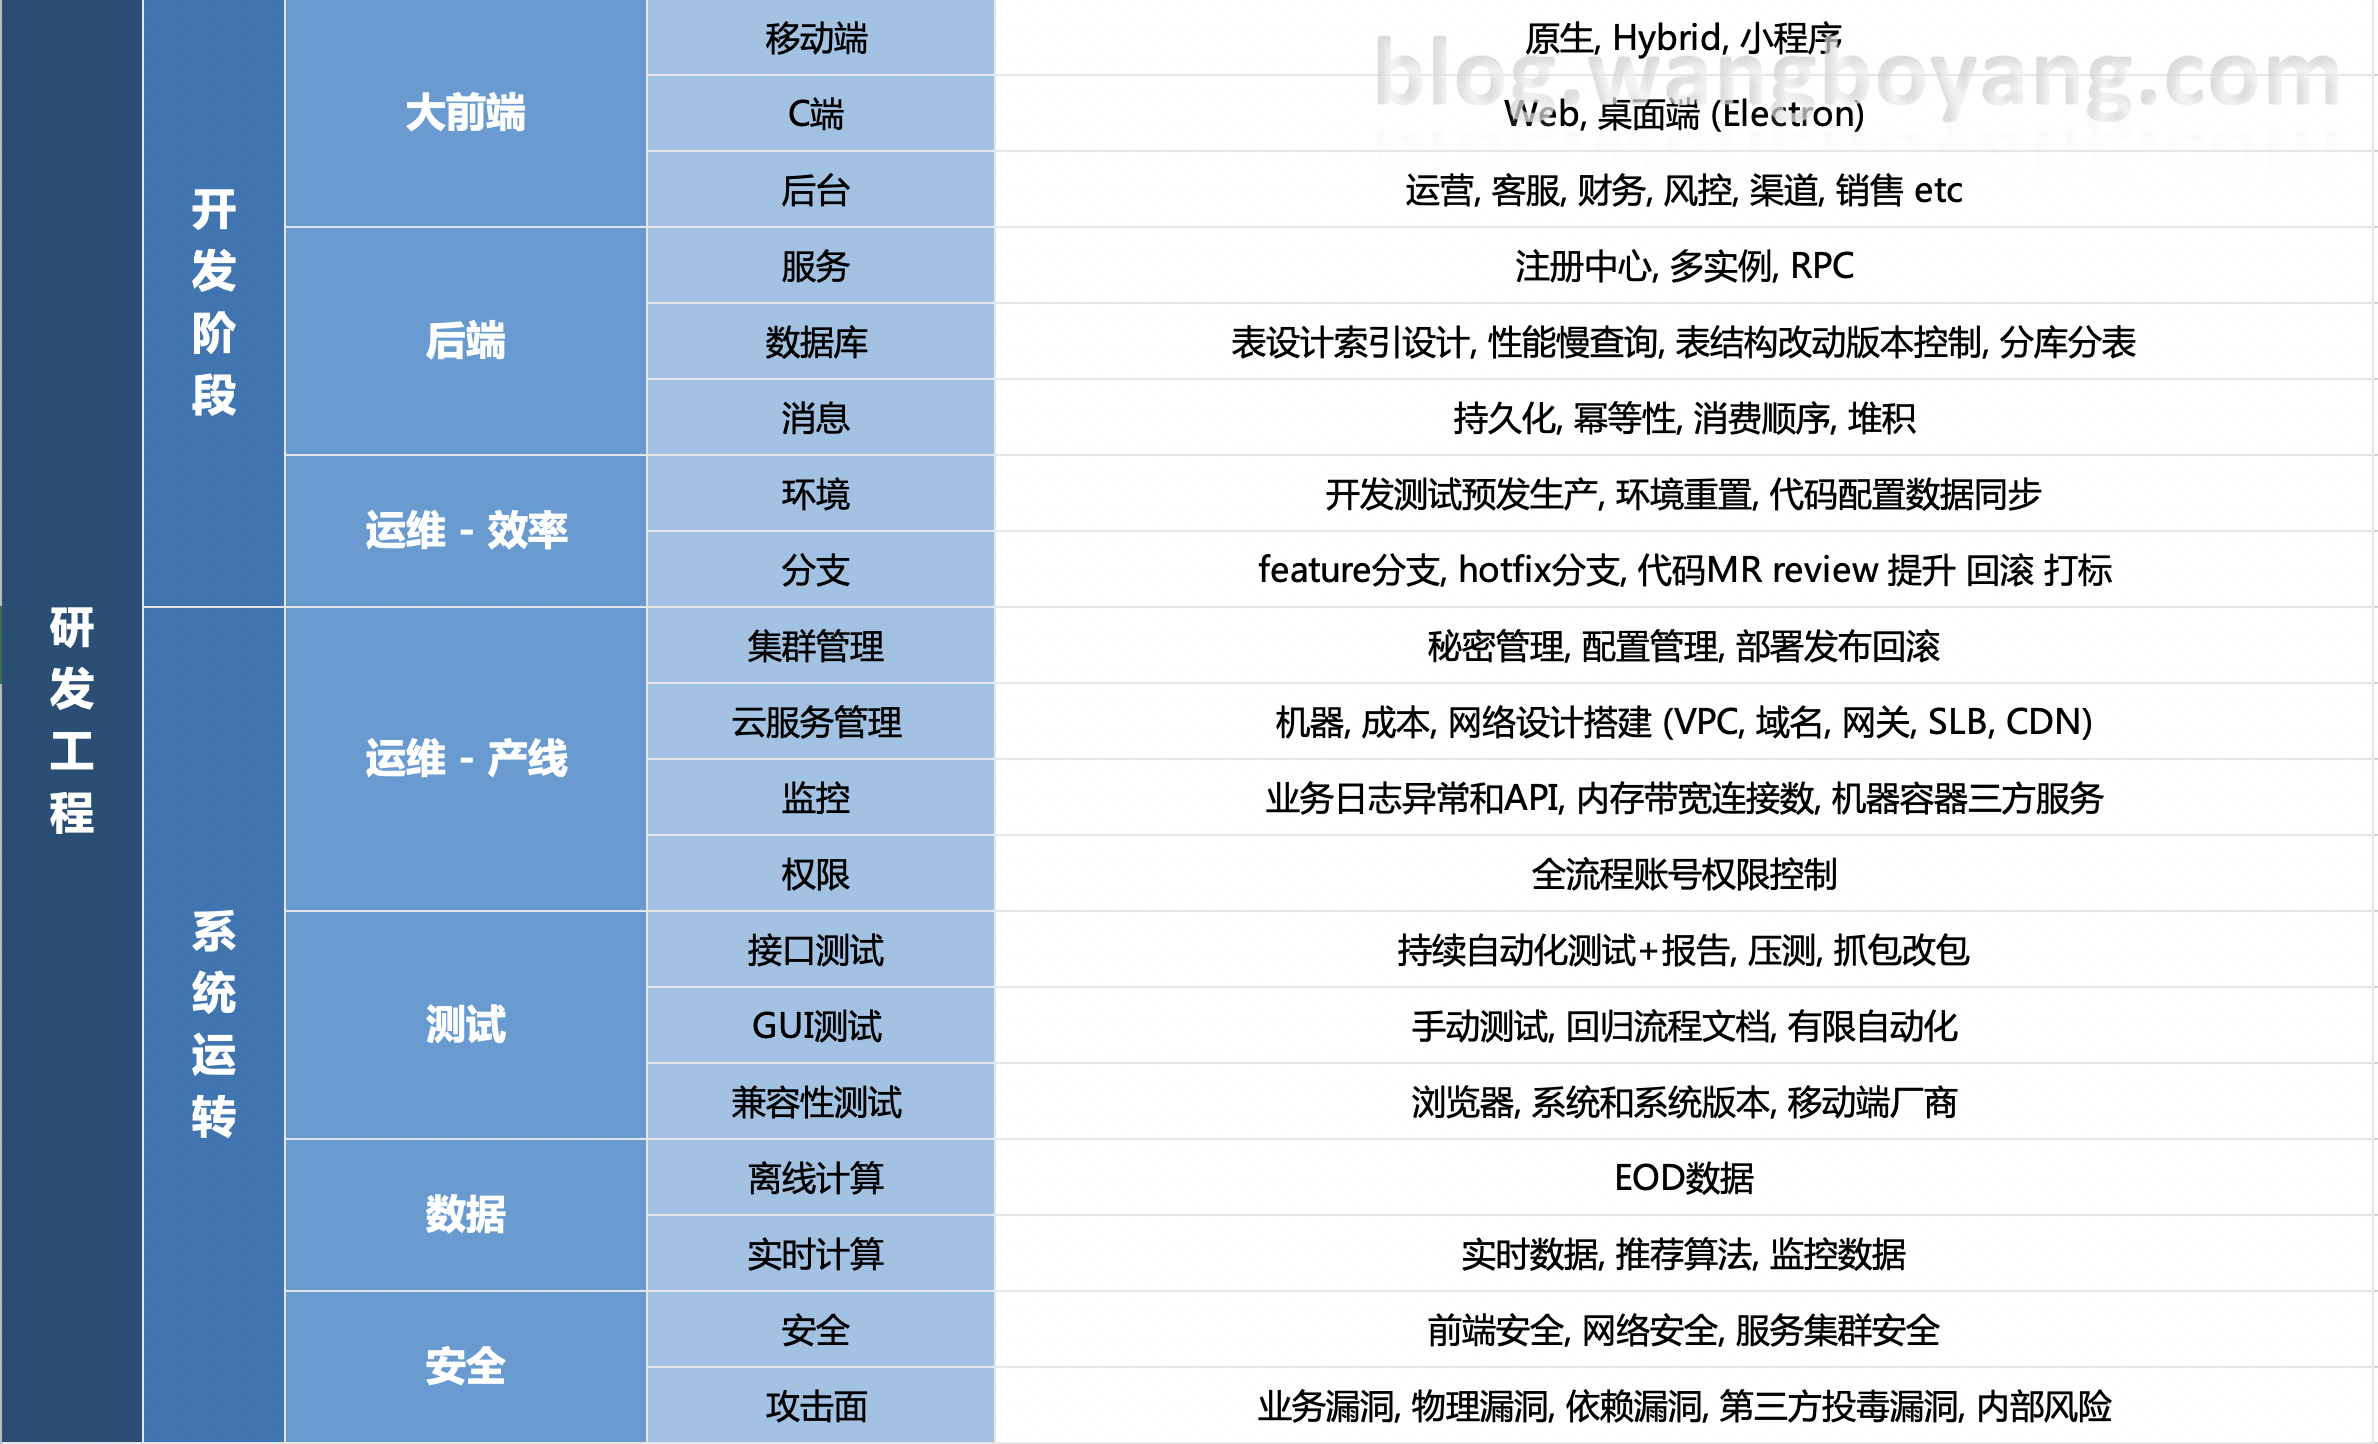 研发工程
开发阶段
大前端
移动端
原生, Hybrid, 小程序
blog.wangboyang.com
C端
Web, 桌面端 (Electron)
后台
运营, 客服, 财务, 风控, 渠道, 销售 etc
后端
服务
注册中心, 多实例, RPC
数据库
表设计索引设计, 性能慢查询, 表结构改动版本控制, 分库分表
消息
持久化, 幂等性, 消费顺序, 堆积
运维 - 效率
环境
开发测试预发生产, 环境重置, 代码配置数据同步
分支
feature分支, hotfix分支, 代码MR review 提升 回滚 打标
系统运转
运维 - 产线
集群管理
秘密管理, 配置管理, 部署发布回滚
云服务管理
机器, 成本, 网络设计搭建 (VPC, 域名, 网关, SLB, CDN)
监控
业务日志异常和API, 内存带宽连接数, 机器容器三方服务
权限
全流程账号权限控制
测试
接口测试
持续自动化测试+报告, 压测, 抓包改包
GUI测试
手动测试, 回归流程文档, 有限自动化
兼容性测试
浏览器, 系统和系统版本, 移动端厂商
数据
离线计算
EOD数据
实时计算
实时数据, 推荐算法, 监控数据
安全
安全
前端安全, 网络安全, 服务集群安全
攻击面
业务漏洞, 物理漏洞, 依赖漏洞, 第三方投毒漏洞, 内部风险